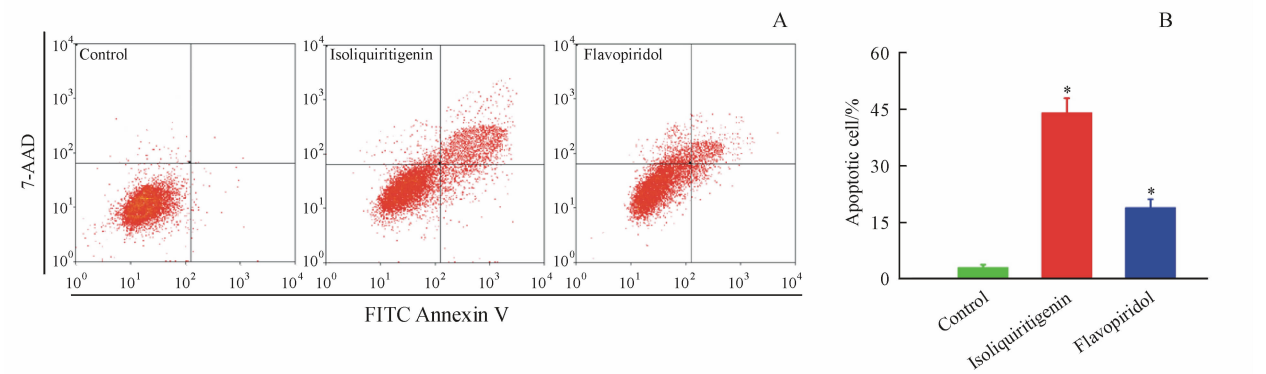 A
B
Control
Isoliquiritigenin
Flavopiridol
7-AAD
10^4
10^3
10^2
10^1
10^0
10^4
10^3
10^2
10^1
10^0
10^4
10^3
10^2
10^1
10^0
10^0 10^1 10^2 10^3 10^4
10^0 10^1 10^2 10^3 10^4
10^0 10^1 10^2 10^3 10^4
FITC Annexin V
Apoptotic cell/%
60
45
30
15
0
*
*
Control
Isoliquiritigenin
Flavopiridol